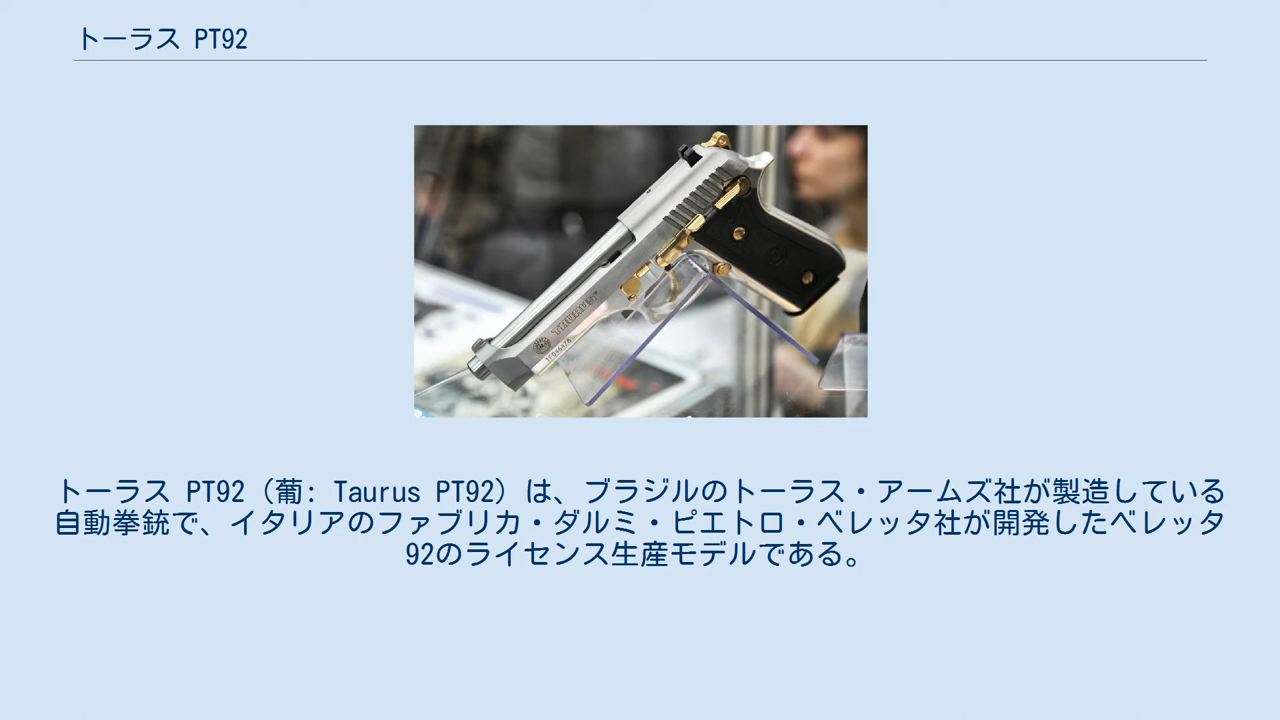 トーラス PT92
トーラス PT92（葡: Taurus PT92）は、ブラジルのトーラス・アームズ社が製造している
自動拳銃で、イタリアのファブリカ・ダルミ・ピエトロ・ベレッタ社が開発したベレッタ
92のライセンス生産モデルである。